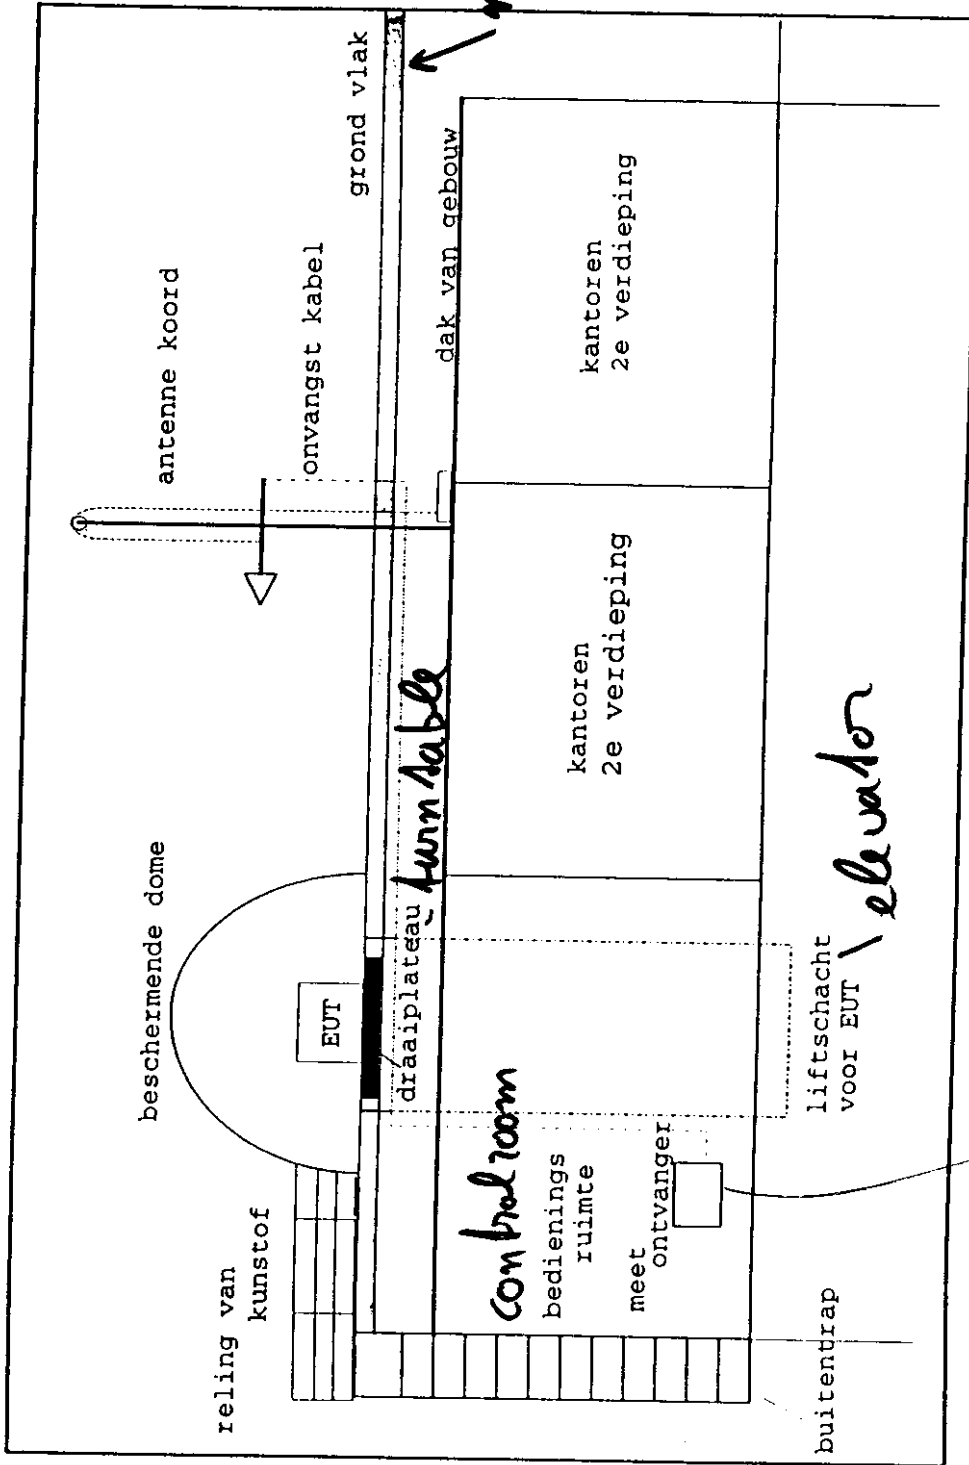 antenne koord
onvangst kabel
grond vlak
dak van gebouw
beschermende dome
EUT
draaiplateau
turntable
reling van
kunstof
control room
bedienings
ruimte
meet
ontvanger
kantoren
2e verdieping
kantoren
2e verdieping
liftschacht
voor EUT
elevator
buitentrap